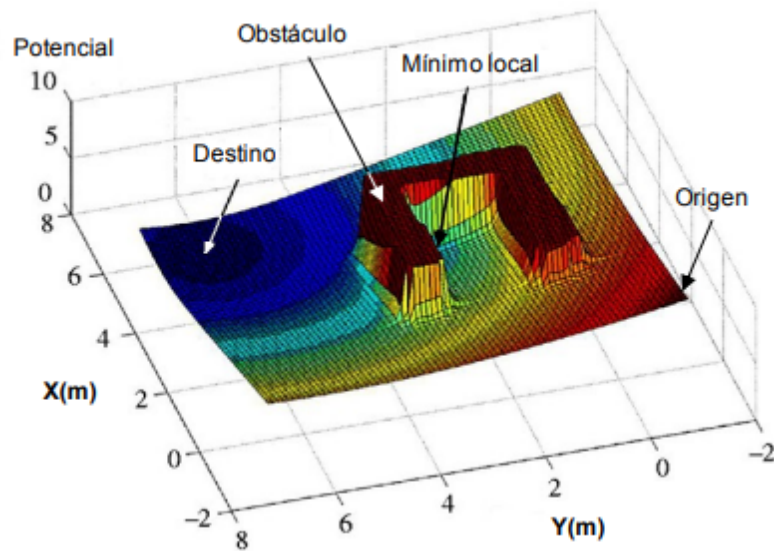 Obstáculo
Potencial
Mínimo local
10
5
Destino
0
Origen
8
6
4
X(m)
2
0
-2
8
6
4
2
0
-2
Y(m)